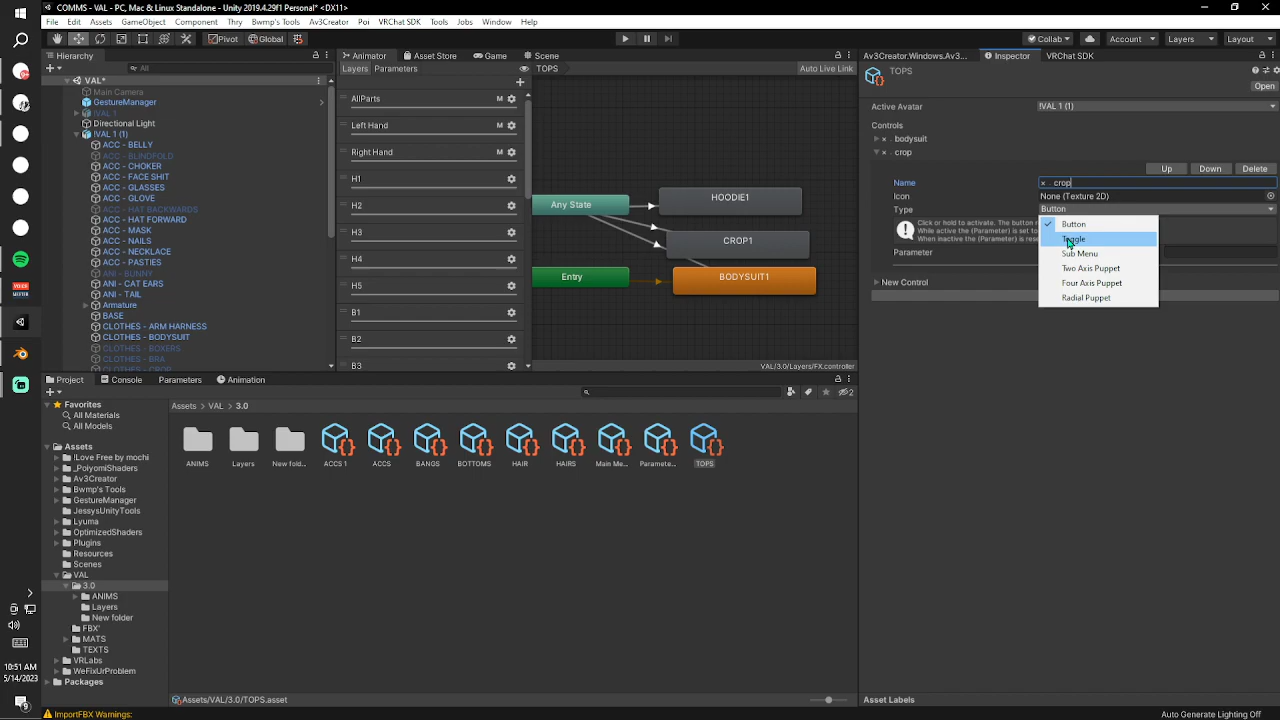 COMMS - VAL - PC, Mac & Linux Standalone - Unity 2019.4.29f1 Personal* <DX11>
File Edit Assets GameObject Component Thry Bwmp's Tools Av3Creator Poi VRChat SDK Tools Jobs Window Help
Pivot Global Collab Account Layers Layout
Hierarchy
All
VAL*
Main Camera
GestureManager
!VAL 1
Directional Light
!VAL 1 (1)
ACC - BELLY
ACC - BLINDFOLD
ACC - CHOKER
ACC - FACE SHIT
ACC - GLASSES
ACC - GLOVE
ACC - HAT BACKWARDS
ACC - HAT FORWARD
ACC - MASK
ACC - NAILS
ACC - NECKLACE
ACC - PASTIES
ANI - BUNNY
ANI - CAT EARS
ANI - TAIL
Armature
BASE
CLOTHES - ARM HARNESS
CLOTHES - BODYSUIT
CLOTHES - BOXERS
CLOTHES - BRA
CLOTHES - CROP
Animator Asset Store Game Scene
Layers Parameters TOPS Auto Live Link
AllParts M
Left Hand M
Right Hand M
H1
H2
H3
H4
H5
B1
B2
B3
Any State
HOODIE1
CROP1
Entry
BODYSUIT1
VAL/3.0/Layers/FX.controller
Av3Creator.Windows.Av3... Inspector VRChat SDK
TOPS
Open
Active Avatar !VAL 1 (1)
Controls
bodysuit
crop
Up Down Delete
Name crop
Icon None (Texture 2D)
Type Button
Click or hold to activate. The button
While active the (Parameter) is set to
When inactive the (Parameter) is rese
Parameter
New Control
Button
Toggle
Sub Menu
Two Axis Puppet
Four Axis Puppet
Radial Puppet
Project Console Parameters Animation
2
Favorites
All Materials
All Models
Assets
!Love Free by mochi
_PoiyomiShaders
Av3Creator
Bwmp's Tools
GestureManager
JessysUnityTools
Lyuma
OptimizedShaders
Plugins
Resources
Scenes
VAL
3.0
ANIMS
Layers
New folder
FBX'
MATS
TEXTS
VRLabs
WeFixUrProblem
Packages
Assets > VAL > 3.0
ANIMS Layers New fold... ACCS 1 ACCS BANGS BOTTOMS HAIR HAIRS Main Me... Paramete... TOPS
Assets/VAL/3.0/TOPS.asset
Asset Labels
ImportFBX Warnings:
Auto Generate Lighting Off
10:51 AM
5/14/2023